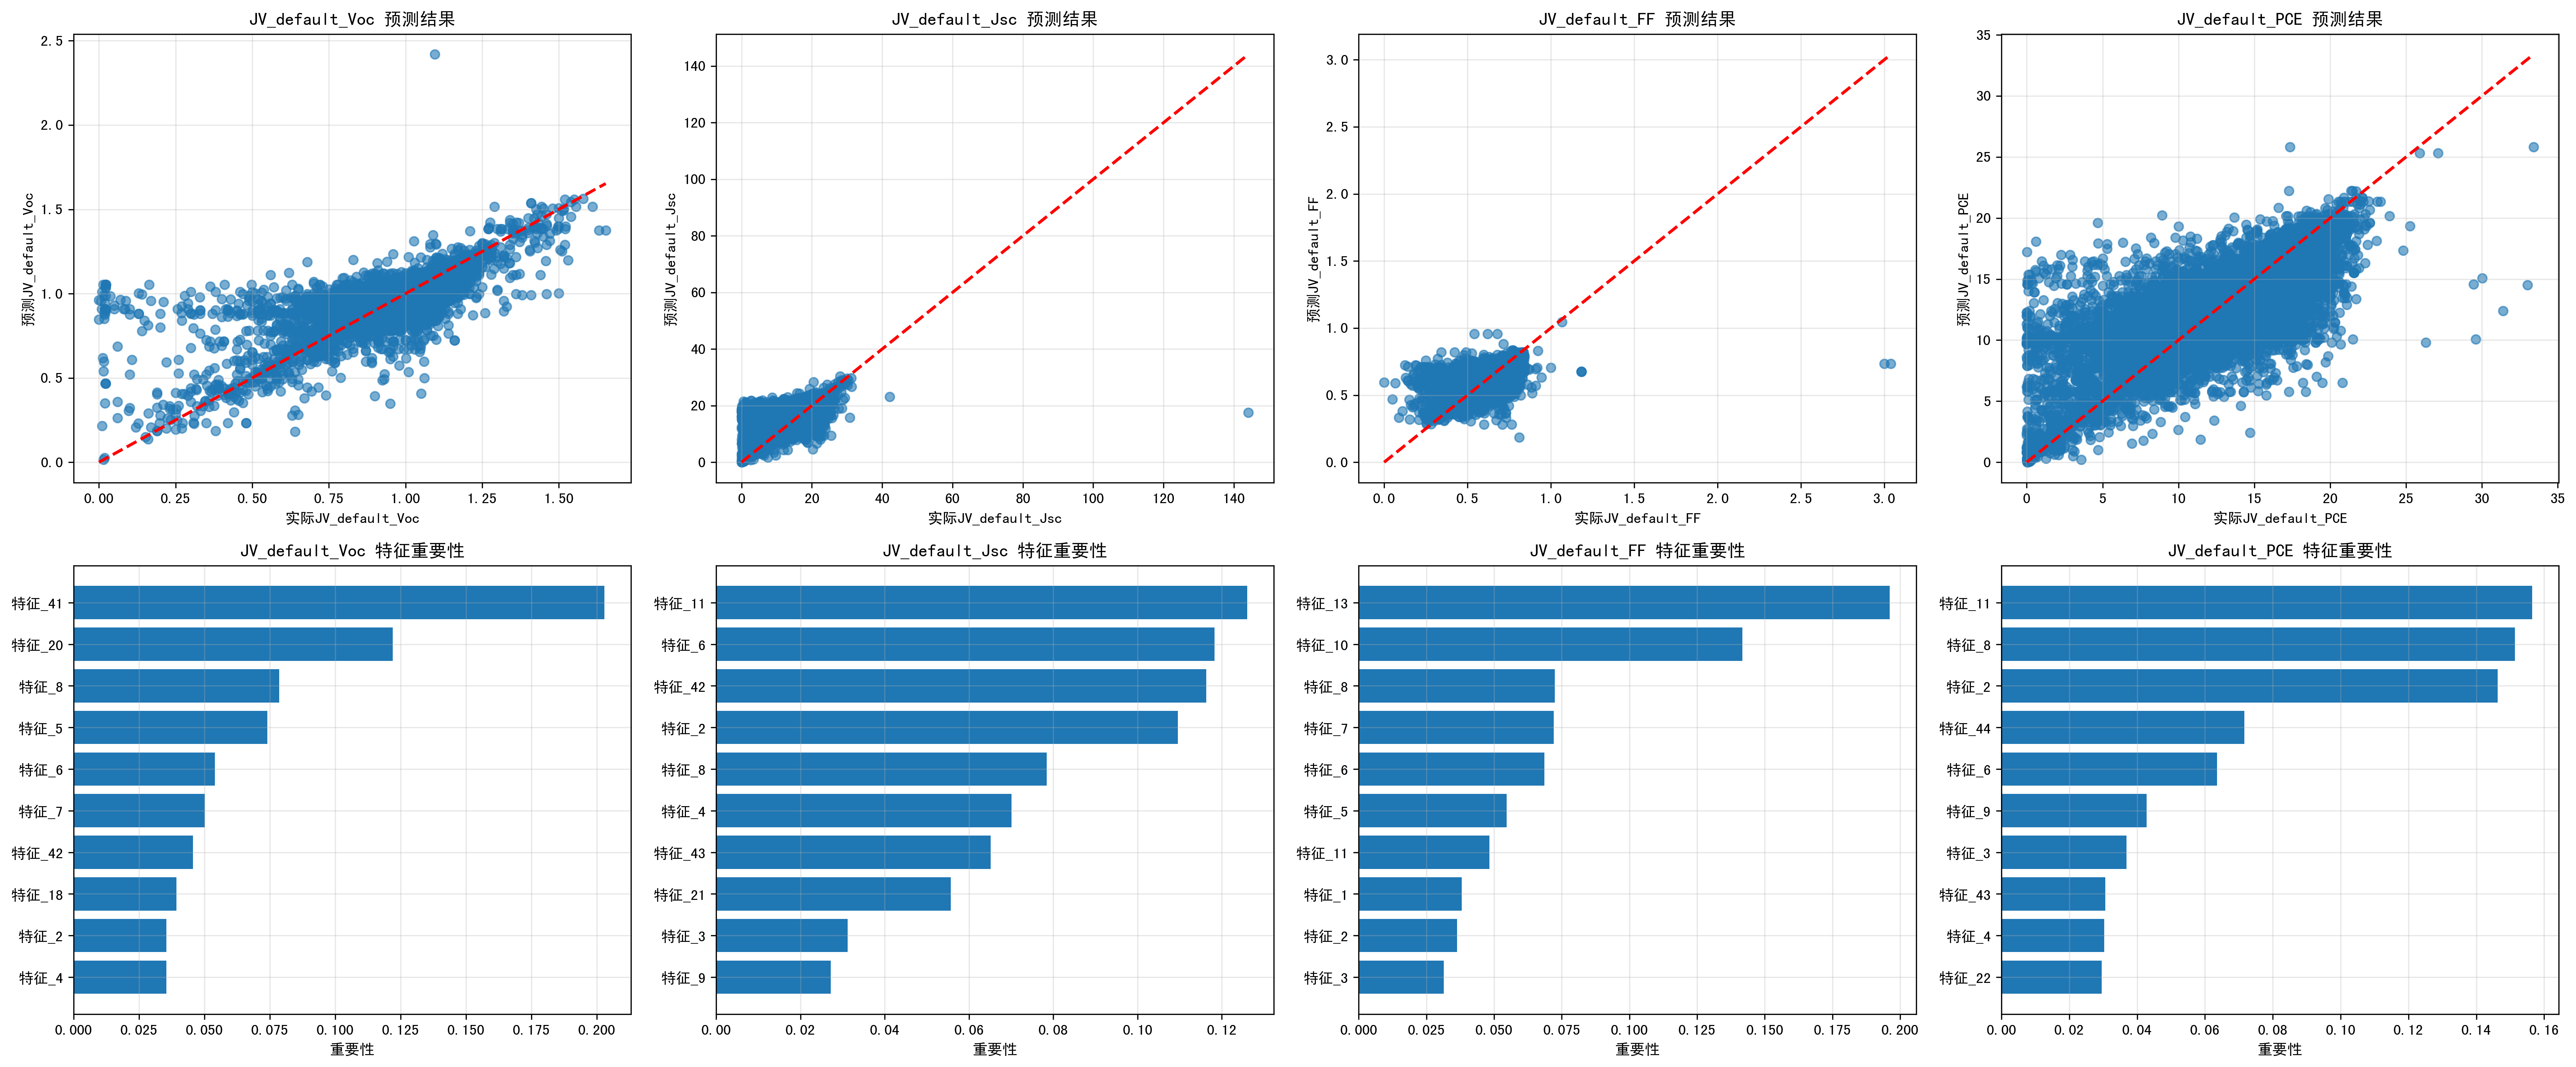 JV_default_Voc 预测结果
预测JV_default_Voc
2.5
2.0
1.5
1.0
0.5
0.0
0.00 0.25 0.50 0.75 1.00 1.25 1.50
实际JV_default_Voc
JV_default_Jsc 预测结果
预测JV_default_Jsc
140
120
100
80
60
40
20
0
0 20 40 60 80 100 120 140
实际JV_default_Jsc
JV_default_FF 预测结果
预测JV_default_FF
3.0
2.5
2.0
1.5
1.0
0.5
0.0
0.0 0.5 1.0 1.5 2.0 2.5 3.0
实际JV_default_FF
JV_default_PCE 预测结果
预测JV_default_PCE
35
30
25
20
15
10
5
0
0 5 10 15 20 25 30 35
实际JV_default_PCE
JV_default_Voc 特征重要性
特征_41
特征_20
特征_8
特征_5
特征_6
特征_7
特征_42
特征_18
特征_2
特征_4
0.000 0.025 0.050 0.075 0.100 0.125 0.150 0.175 0.200
重要性
JV_default_Jsc 特征重要性
特征_11
特征_6
特征_42
特征_2
特征_8
特征_4
特征_43
特征_21
特征_3
特征_9
0.00 0.02 0.04 0.06 0.08 0.10 0.12
重要性
JV_default_FF 特征重要性
特征_13
特征_10
特征_8
特征_7
特征_6
特征_5
特征_11
特征_1
特征_2
特征_3
0.000 0.025 0.050 0.075 0.100 0.125 0.150 0.175 0.200
重要性
JV_default_PCE 特征重要性
特征_11
特征_8
特征_2
特征_44
特征_6
特征_9
特征_3
特征_43
特征_4
特征_22
0.00 0.02 0.04 0.06 0.08 0.10 0.12 0.14 0.16
重要性